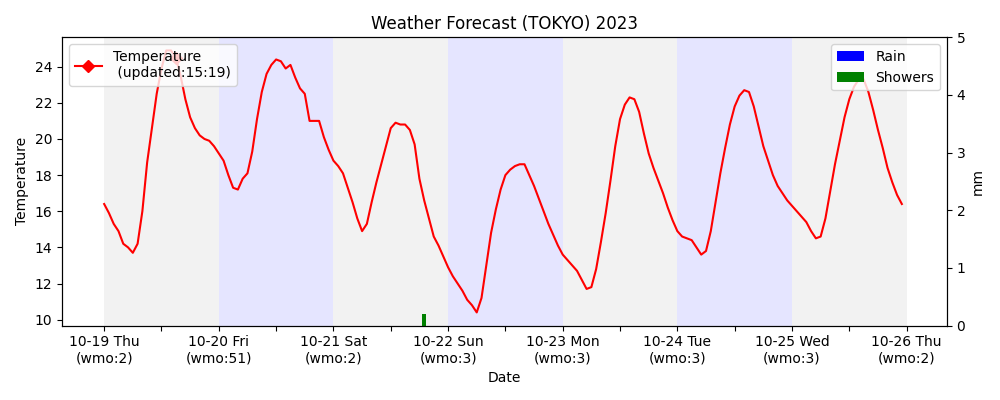 Weather Forecast (TOKYO) 2023
Temperature
(updated:15:19)
Rain
Showers
Temperature
24
22
20
18
16
14
12
10
5
4
3
2
1
0
mm
10-19 Thu
(wmo:2)
10-20 Fri
(wmo:51)
10-21 Sat
(wmo:2)
10-22 Sun
(wmo:3)
10-23 Mon
(wmo:3)
10-24 Tue
(wmo:3)
10-25 Wed
(wmo:3)
10-26 Thu
(wmo:2)
Date